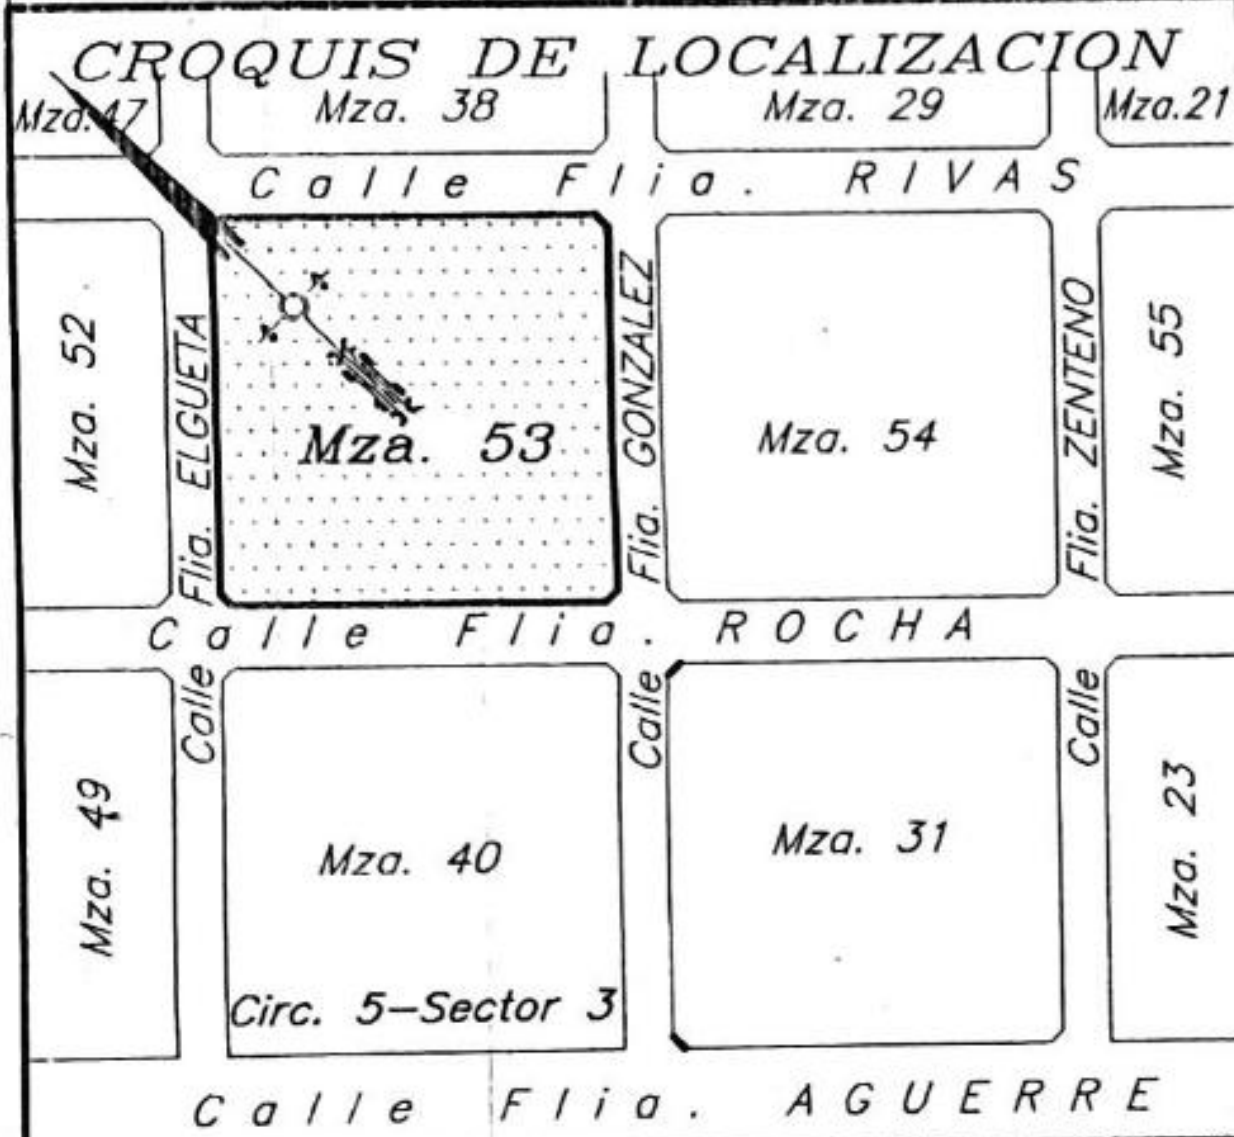 CROQUIS DE LOCALIZACION
Mza. 47
Mza. 38
Mza. 29
Mza. 21
Calle Flia. RIVAS
Mza. 52
Flia. ELGUETA
Mza. 53
Flia. GONZALEZ
Mza. 54
Flia. ZENTENO
Mza. 55
Calle Flia. ROCHA
Mza. 49
Calle
Mza. 40
Calle
Mza. 31
Calle
Mza. 23
Circ. 5-Sector 3
Calle Flia. AGUERRE